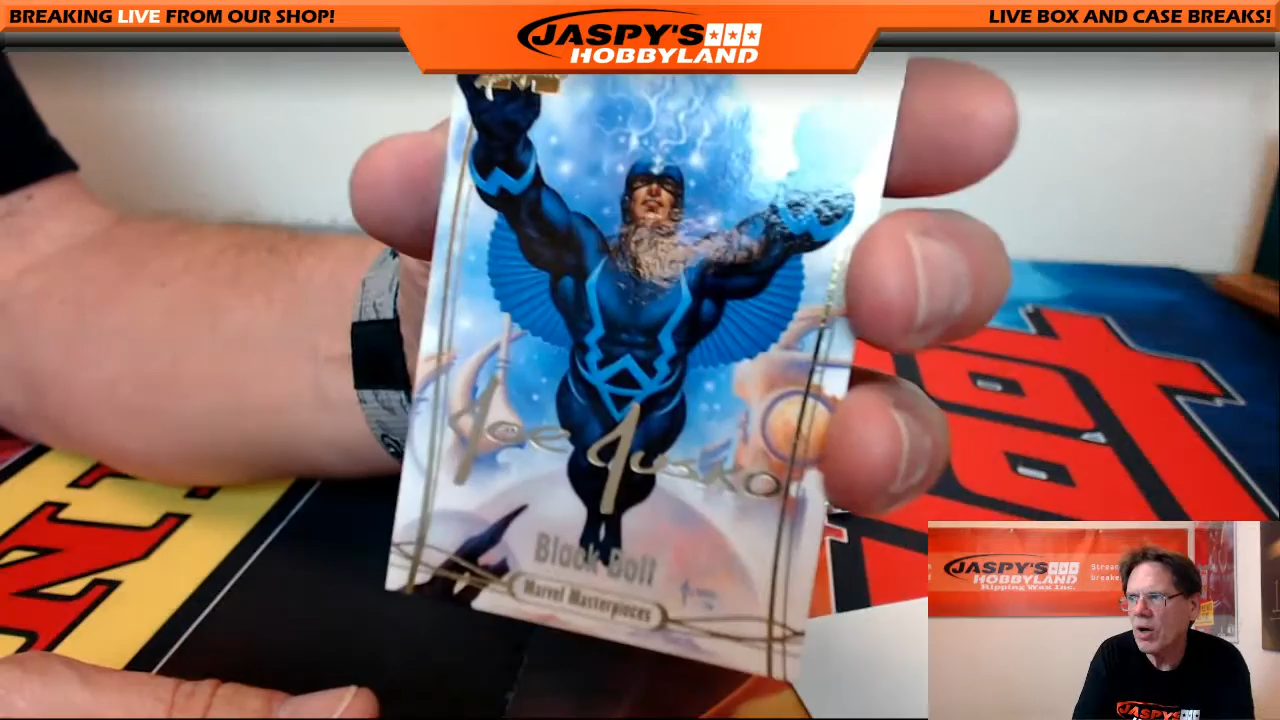 BREAKING LIVE FROM OUR SHOP!
JASPY'S
HOBBYLAND
LIVE BOX AND CASE BREAKS!
Joe Jusko
Black Bolt
Marvel Masterpieces
JASPY'S
HOBBYLAND
Ripping Wax Inc.
JASPY'S